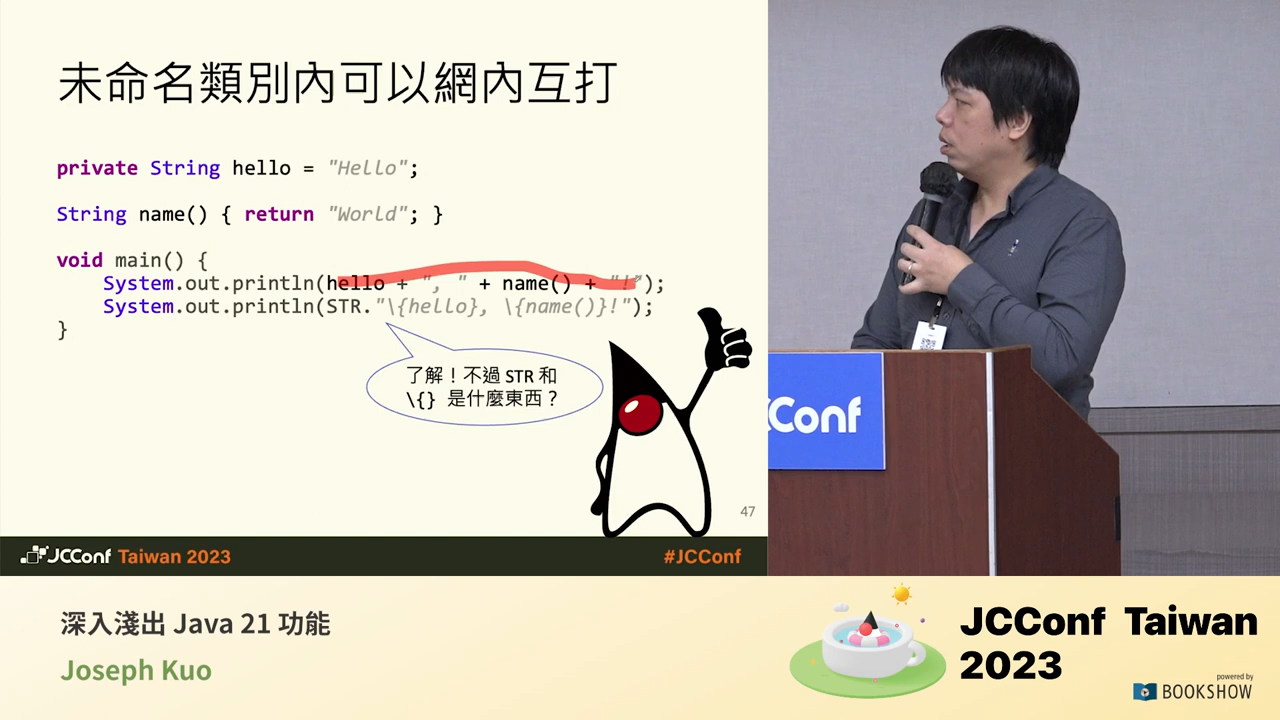 未命名類別內可以網內互打
private String hello = "Hello";
String name() { return "World"; }
void main() {
System.out.println(hello + ", " + name() + "!");
System.out.println(STR."\{hello}, \{name()}!");
}
了解！不過 STR 和
\{} 是什麼東西？
47
JCConf Taiwan 2023
#JCConf
CConf
深入淺出 Java 21 功能
Joseph Kuo
JCConf Taiwan
2023
powered by
BOOKSHOW